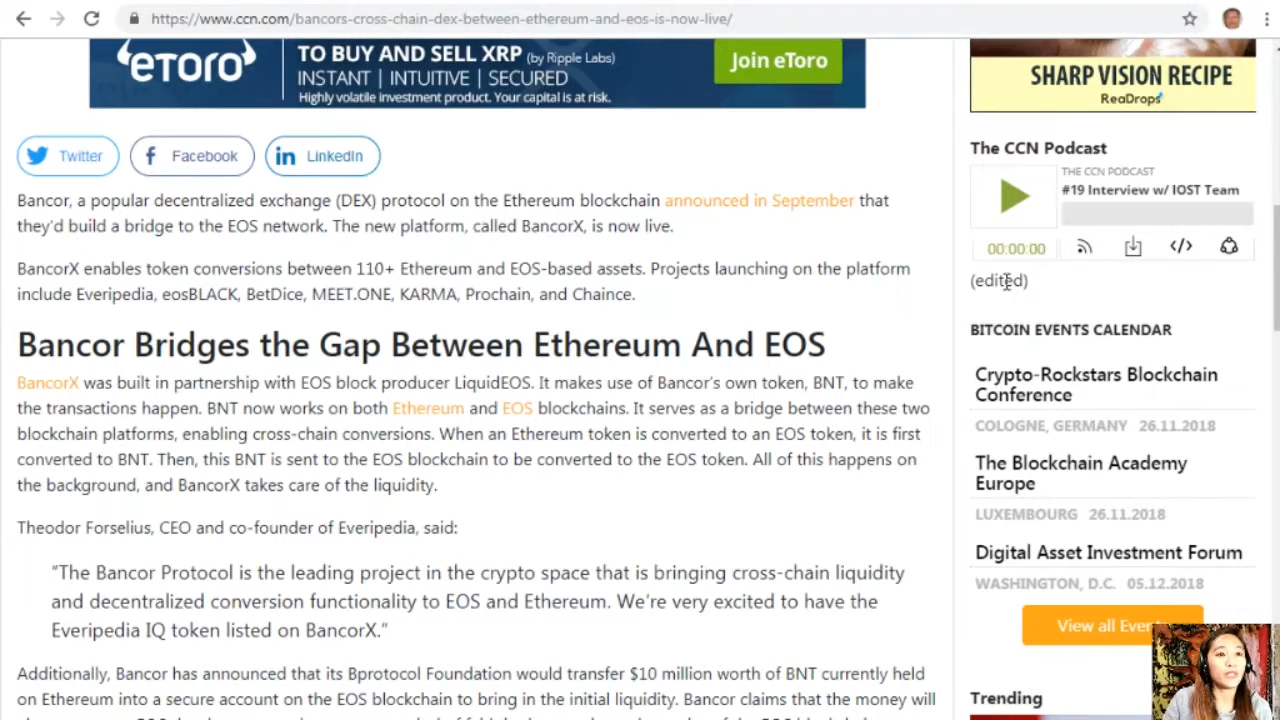 https://www.ccn.com/bancors-cross-chain-dex-between-ethereum-and-eos-is-now-live/
eToro
TO BUY AND SELL XRP (by Ripple Labs)
INSTANT | INTUITIVE | SECURED
Highly volatile investment product. Your capital is at risk.
Join eToro
Twitter
Facebook
LinkedIn
Bancor, a popular decentralized exchange (DEX) protocol on the Ethereum blockchain announced in September that
they'd build a bridge to the EOS network. The new platform, called BancorX, is now live.
BancorX enables token conversions between 110+ Ethereum and EOS-based assets. Projects launching on the platform
include Everipedia, eosBLACK, BetDice, MEET.ONE, KARMA, Prochain, and Chaince.
Bancor Bridges the Gap Between Ethereum And EOS
BancorX was built in partnership with EOS block producer LiquidEOS. It makes use of Bancor's own token, BNT, to make
the transactions happen. BNT now works on both Ethereum and EOS blockchains. It serves as a bridge between these two
blockchain platforms, enabling cross-chain conversions. When an Ethereum token is converted to an EOS token, it is first
converted to BNT. Then, this BNT is sent to the EOS blockchain to be converted to the EOS token. All of this happens on
the background, and BancorX takes care of the liquidity.
Theodor Forselius, CEO and co-founder of Everipedia, said:
"The Bancor Protocol is the leading project in the crypto space that is bringing cross-chain liquidity
and decentralized conversion functionality to EOS and Ethereum. We're very excited to have the
Everipedia IQ token listed on BancorX."
Additionally, Bancor has announced that its Bprotocol Foundation would transfer $10 million worth of BNT currently held
on Ethereum into a secure account on the EOS blockchain to bring in the initial liquidity. Bancor claims that the money will
SHARP VISION RECIPE
ReaDrops
The CCN Podcast
THE CCN PODCAST
#19 Interview w/ IOST Team
00:00:00
(edited)
BITCOIN EVENTS CALENDAR
Crypto-Rockstars Blockchain
Conference
COLOGNE, GERMANY 26.11.2018
The Blockchain Academy
Europe
LUXEMBOURG 26.11.2018
Digital Asset Investment Forum
WASHINGTON, D.C. 05.12.2018
View all
Trending